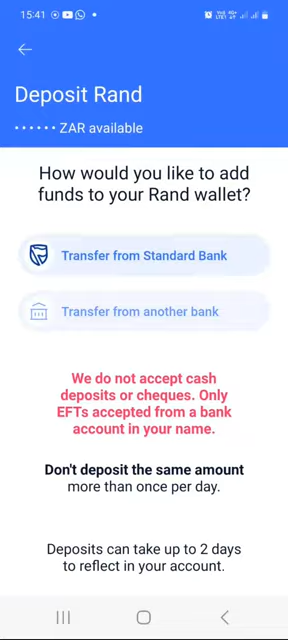 15:41
Deposit Rand
•••••• ZAR available
How would you like to add
funds to your Rand wallet?
Transfer from Standard Bank
Transfer from another bank
We do not accept cash
deposits or cheques. Only
EFTs accepted from a bank
account in your name.
Don't deposit the same amount
more than once per day.
Deposits can take up to 2 days
to reflect in your account.